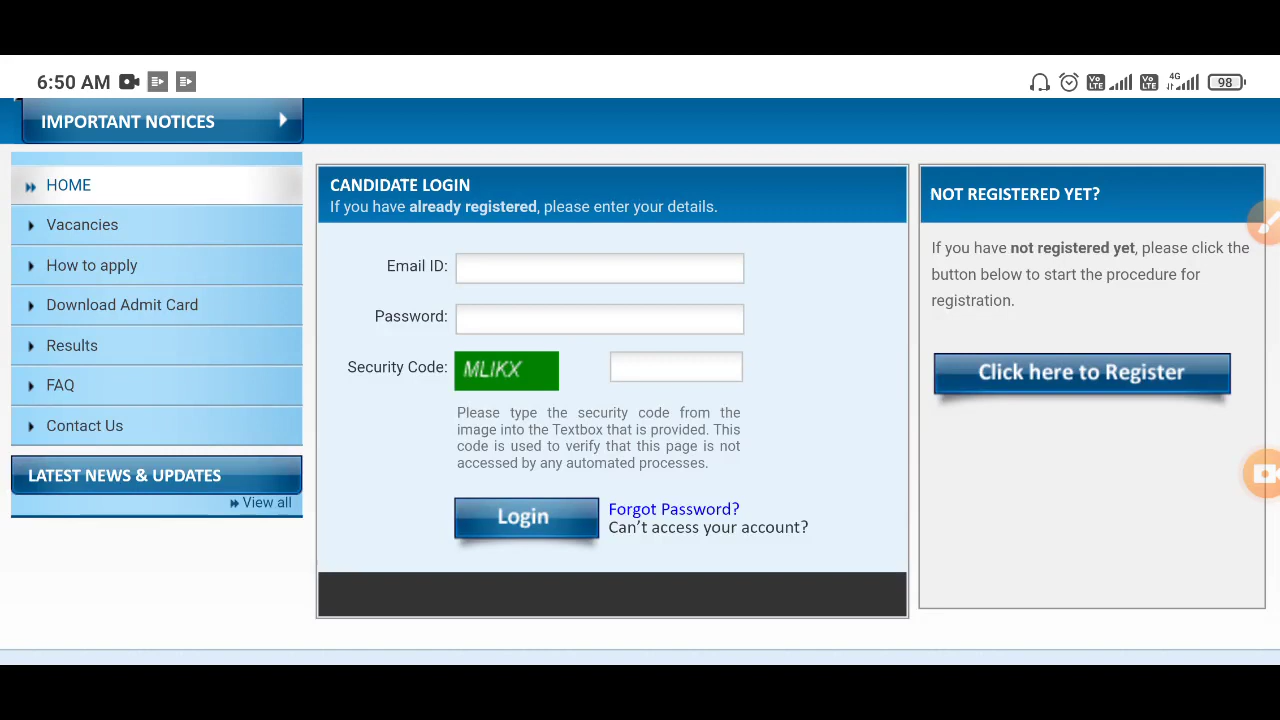 6:50 AM
4G
98
IMPORTANT NOTICES
HOME
Vacancies
How to apply
Download Admit Card
Results
FAQ
Contact Us
LATEST NEWS & UPDATES
View all
CANDIDATE LOGIN
If you have already registered, please enter your details.
Email ID:
Password:
Security Code: MLIKX
Please type the security code from the
image into the Textbox that is provided. This
code is used to verify that this page is not
accessed by any automated processes.
Login
Forgot Password?
Can't access your account?
NOT REGISTERED YET?
If you have not registered yet, please click the
button below to start the procedure for
registration.
Click here to Register